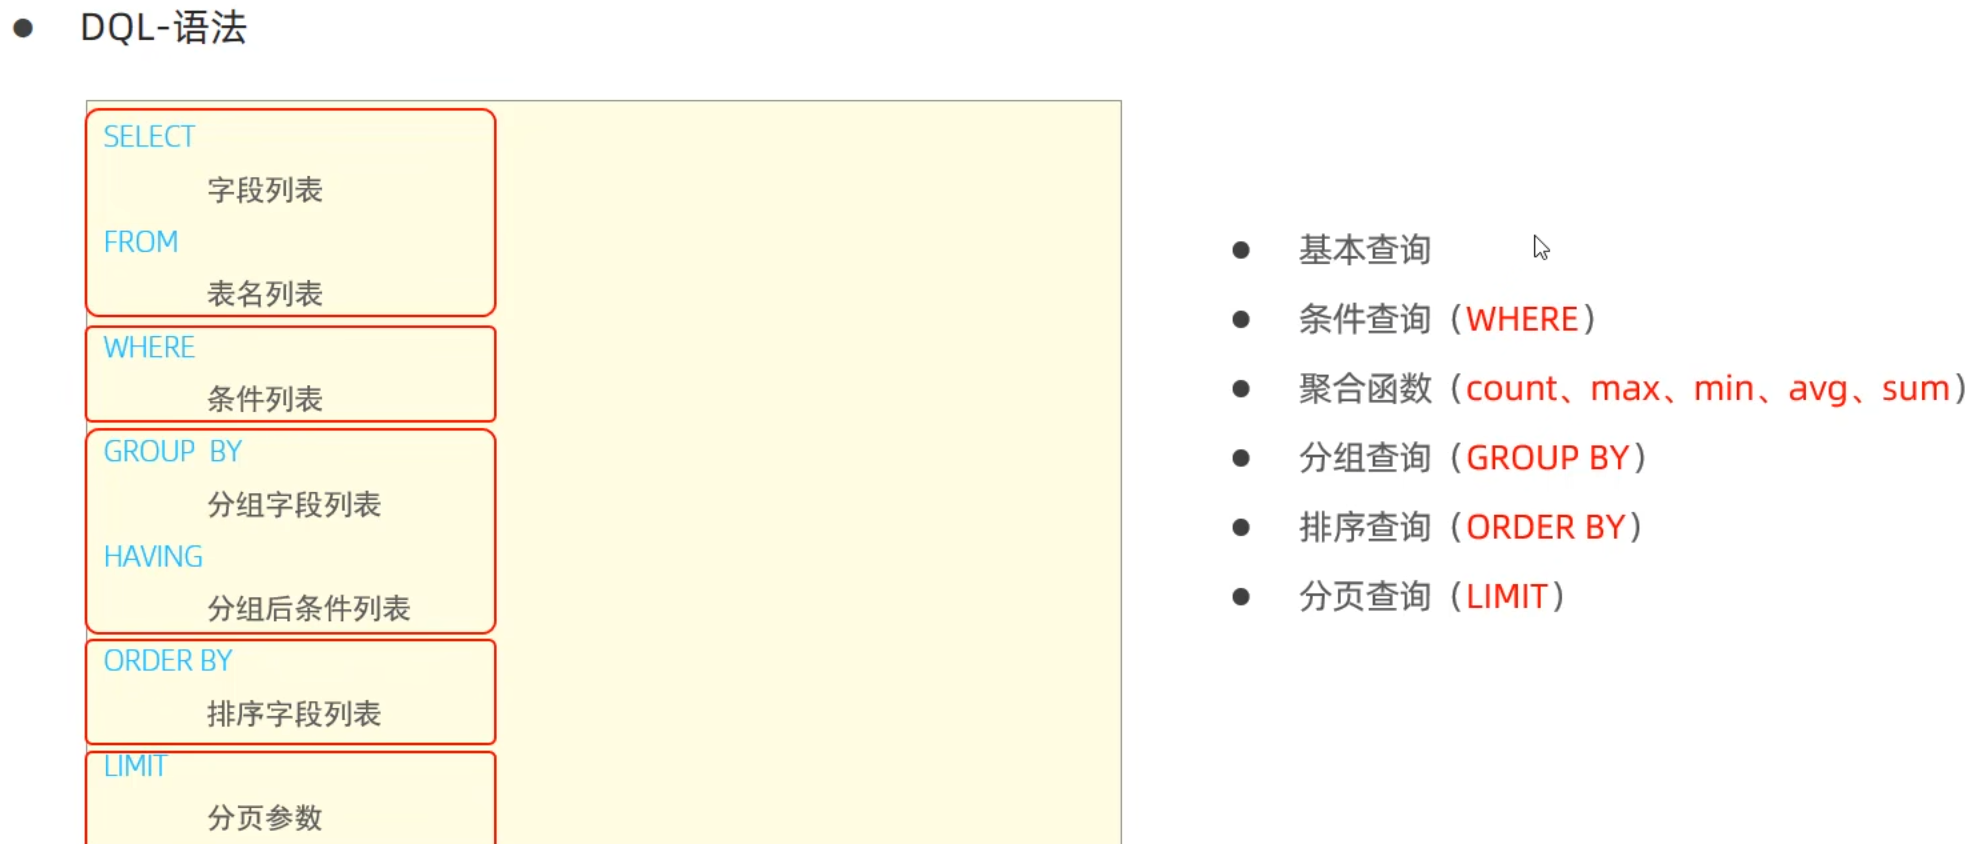 DQL-语法
SELECT
字段列表
FROM
表名列表
WHERE
条件列表
GROUP BY
分组字段列表
HAVING
分组后条件列表
ORDER BY
排序字段列表
LIMIT
分页参数
基本查询
条件查询（WHERE）
聚合函数（count、max、min、avg、sum）
分组查询（GROUP BY）
排序查询（ORDER BY）
分页查询（LIMIT）